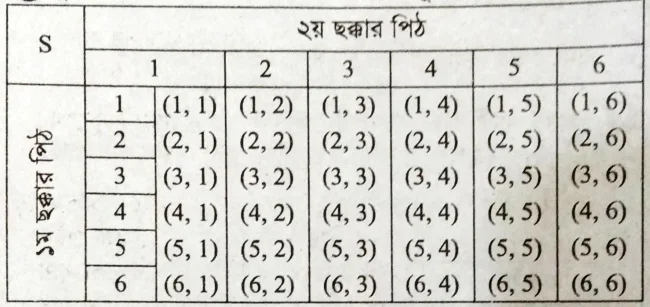 S
২য় ছক্কার পিঠ
1 2 3 4 5 6
১ম ছক্কার পিঠ
1 (1, 1) (1, 2) (1, 3) (1, 4) (1, 5) (1, 6)
2 (2, 1) (2, 2) (2, 3) (2, 4) (2, 5) (2, 6)
3 (3, 1) (3, 2) (3, 3) (3, 4) (3, 5) (3, 6)
4 (4, 1) (4, 2) (4, 3) (4, 4) (4, 5) (4, 6)
5 (5, 1) (5, 2) (5, 3) (5, 4) (5, 5) (5, 6)
6 (6, 1) (6, 2) (6, 3) (6, 4) (6, 5) (6, 6)